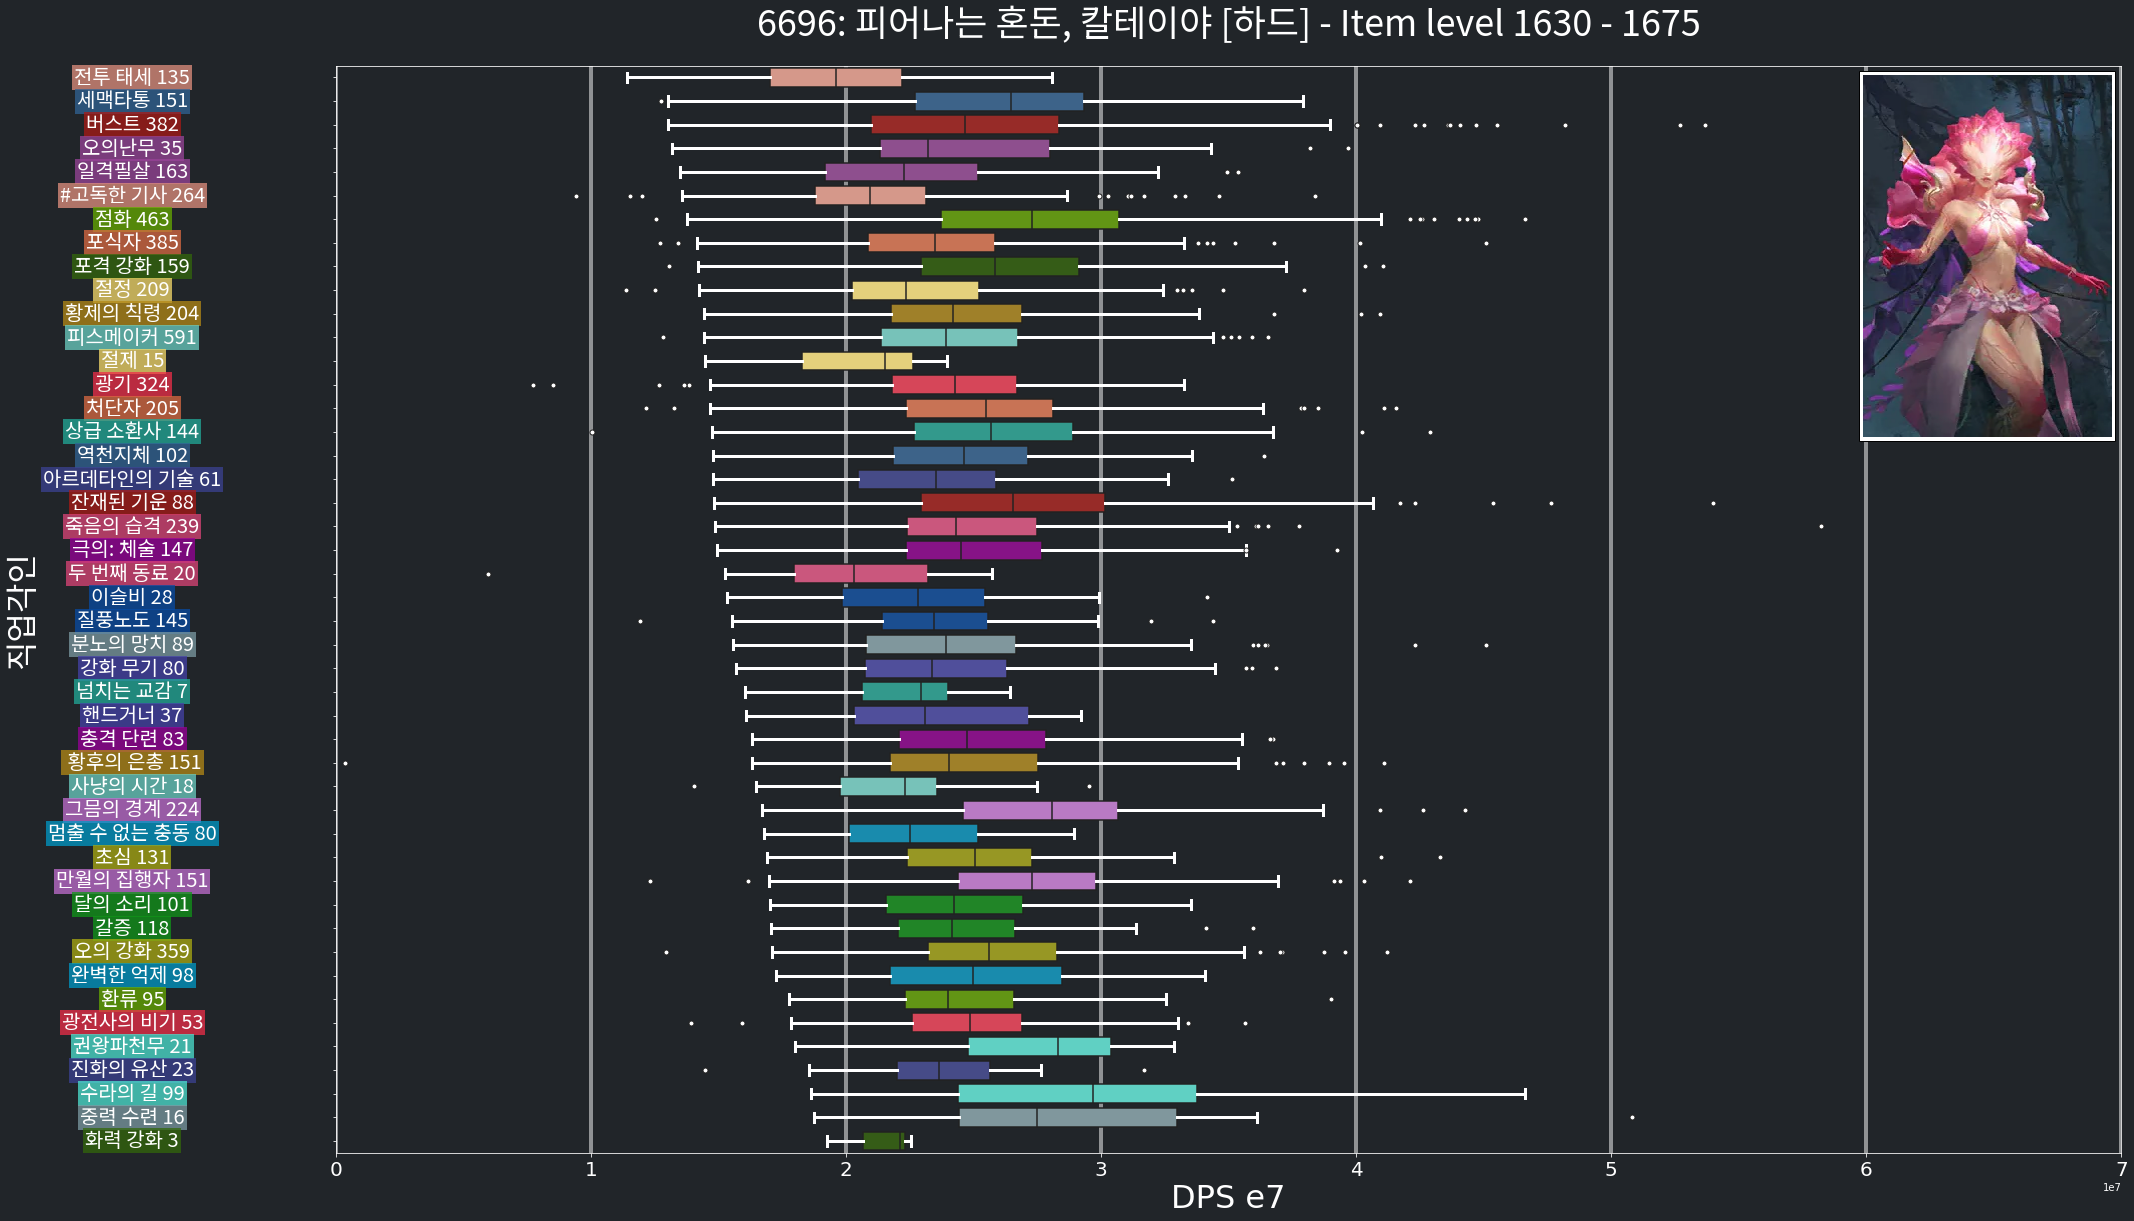 6696: 피어나는 혼돈, 칼테이야 [하드] - Item level 1630 - 1675
전투 태세 135
세맥타통 151
버스트 382
오의난무 35
일격필살 163
#고독한 기사 264
점화 463
포식자 385
포격 강화 159
절정 209
황제의 칙령 204
피스메이커 591
절제 15
광기 324
처단자 205
상급 소환사 144
역천지체 102
아르데타인의 기술 61
잔재된 기운 88
죽음의 습격 239
극의: 체술 147
두 번째 동료 20
이슬비 28
질풍노도 145
분노의 망치 89
강화 무기 80
넘치는 교감 7
핸드거너 37
충격 단련 83
황후의 은총 151
사냥의 시간 18
그믐의 경계 224
멈출 수 없는 충동 80
초심 131
만월의 집행자 151
달의 소리 101
갈증 118
오의 강화 359
완벽한 억제 98
환류 95
광전사의 비기 53
권왕파천무 21
진화의 유산 23
수라의 길 99
중력 수련 16
화력 강화 3
직업각인
0 1 2 3 4 5 6 7
1e7
DPS e7